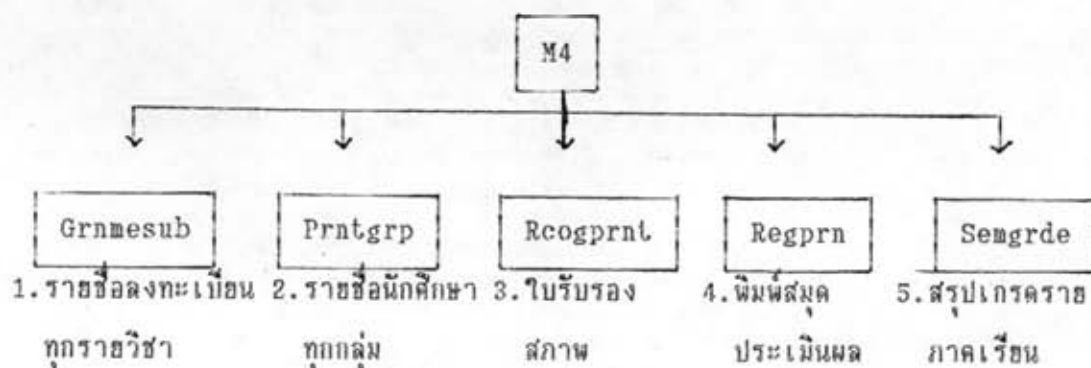 M4
Grnmesub Prntgrp Rcogprnt Regprn Semgrde
1.รายชื่อลงทะเบียน 2.รายชื่อนักศึกษา 3.ใบรับรอง 4.พิมพ์สมุด 5.สรุปเกรดราย
ทุกรายวิชา ทุกกลุ่ม สภาพ ประเมินผล ภาคเรียน